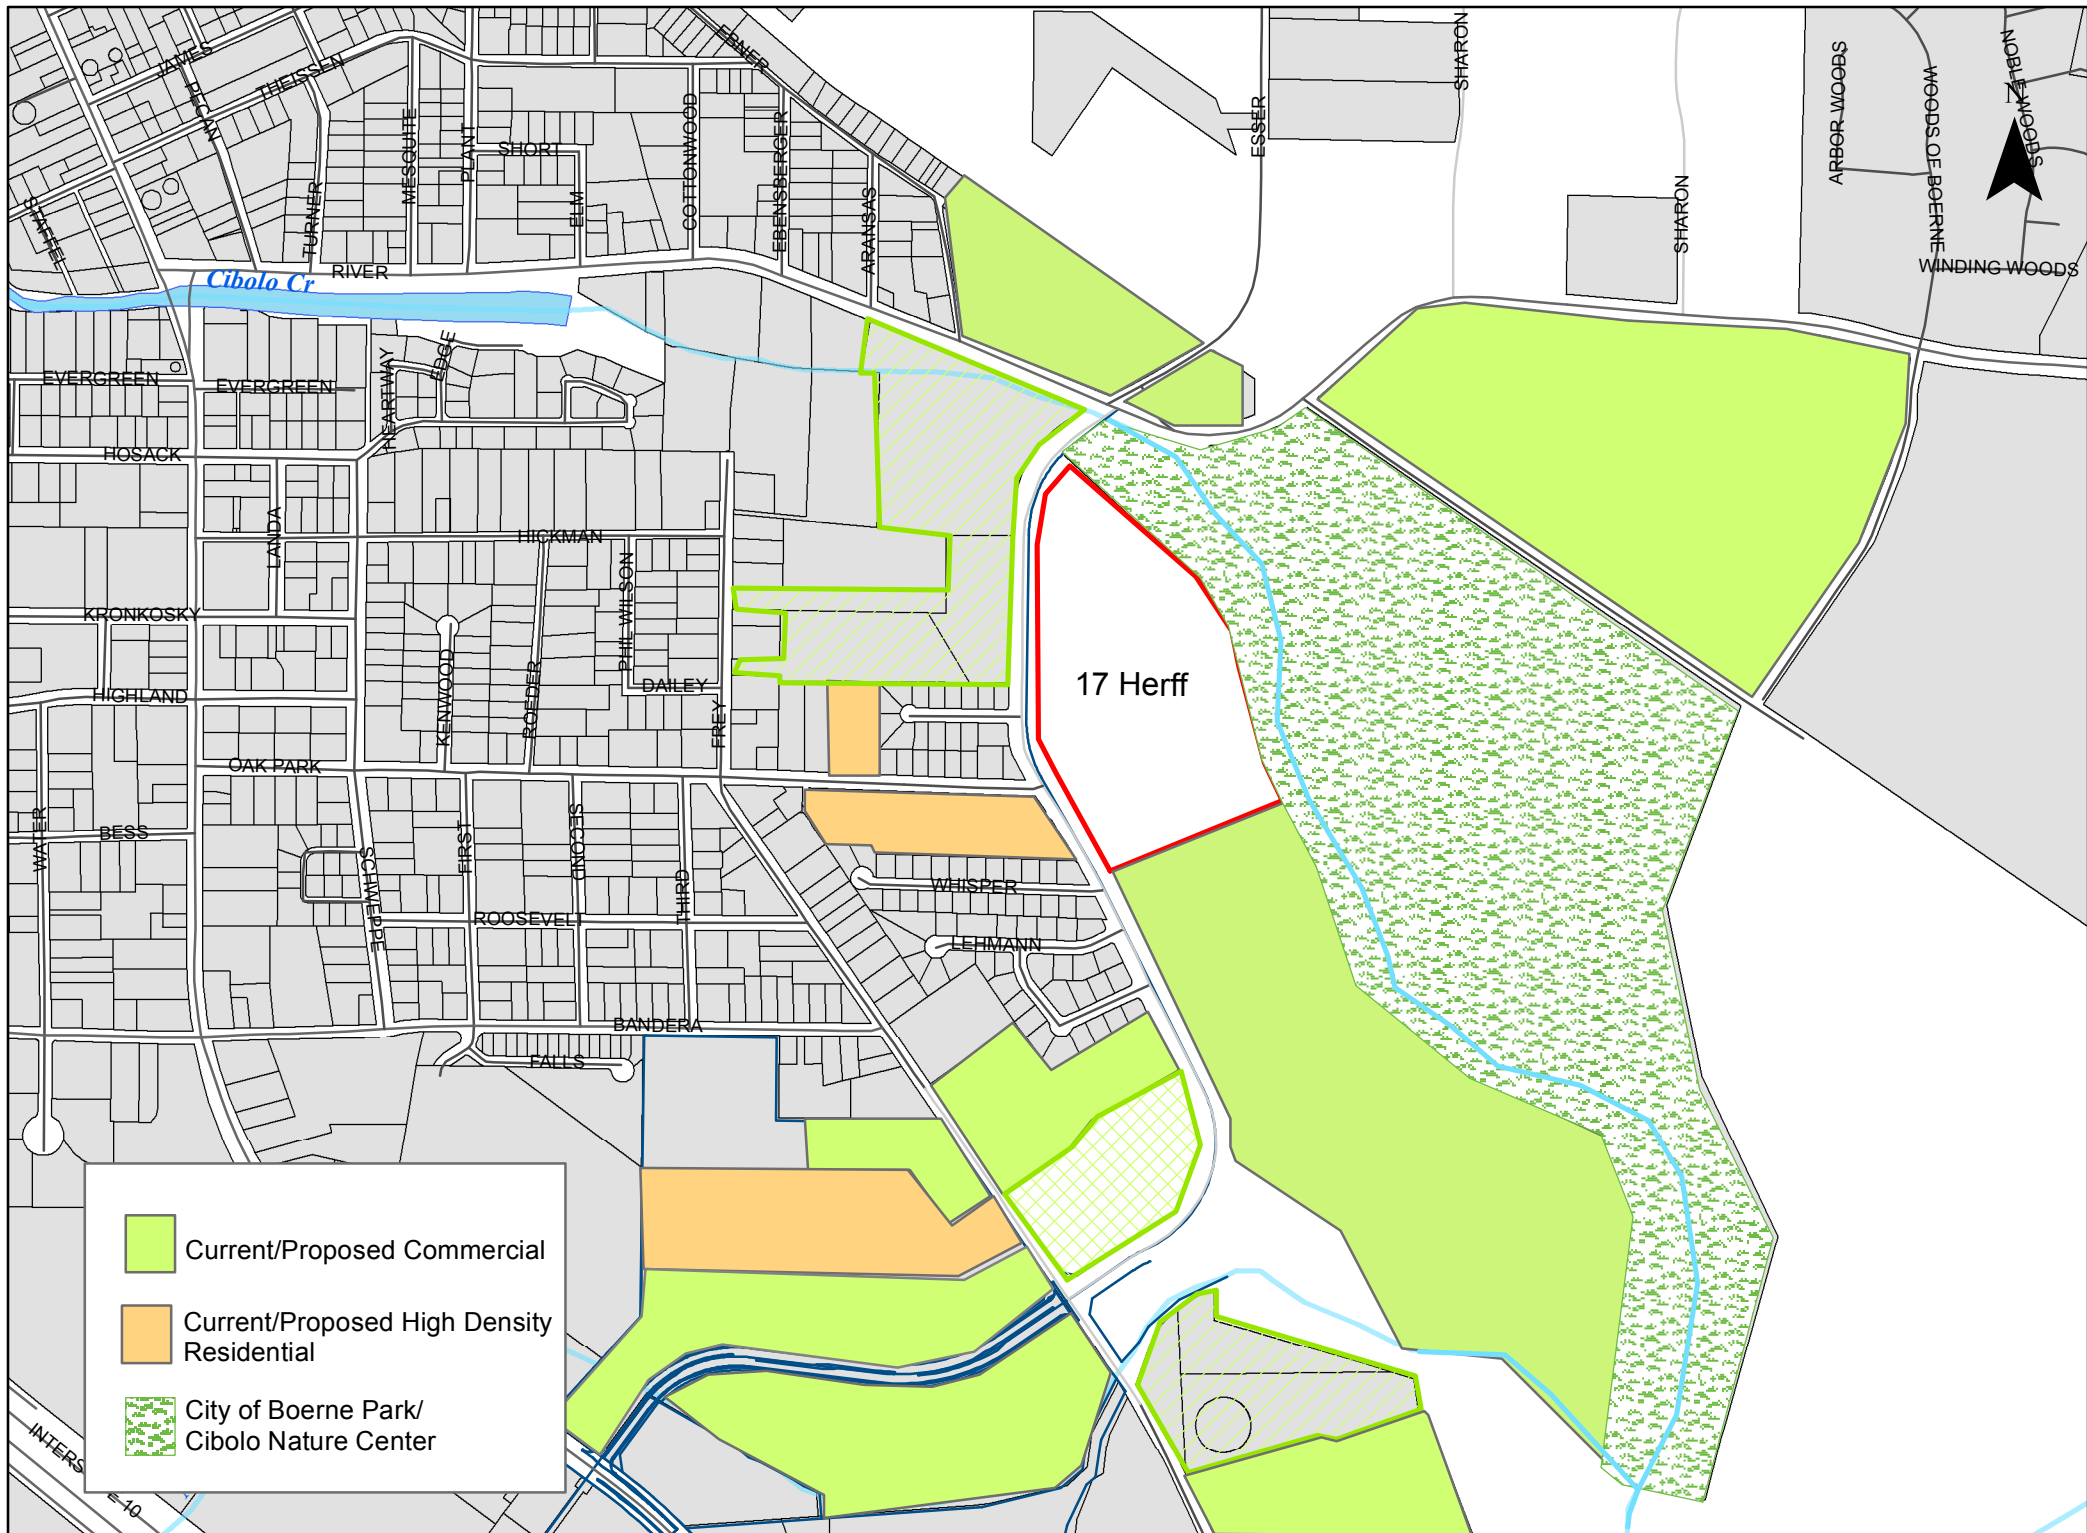 EBNER
SHARON
NOBLE WOODS
JAMES
THEISSEN
PECAN
ARBOR WOODS
WOODS OF BOERNE
N
ESSER
MESQUITE
PLANT
SHORT
COTTONWOOD
EBENSBERGER
ELM
TURNER
ARANSAS
STAFFEL
SHARON
RIVER
Cibolo Cr
WINDING WOODS
EVERGREEN
EVERGREEN
HEARTWAY
EDGE
HOSACK
LANDA
HICKMAN
PHIL WILSON
KRONKOSKY
KENWOOD
ROEDER
DAILEY
FREY
17 Herff
HIGHLAND
OAK PARK
WATER
BESS
SCHWEPPE
FIRST
SECOND
THIRD
WHISPER
ROOSEVELT
LEHMANN
BANDERA
FALLS
Current/Proposed Commercial
Current/Proposed High Density
Residential
City of Boerne Park/
Cibolo Nature Center
INTERS
E 10